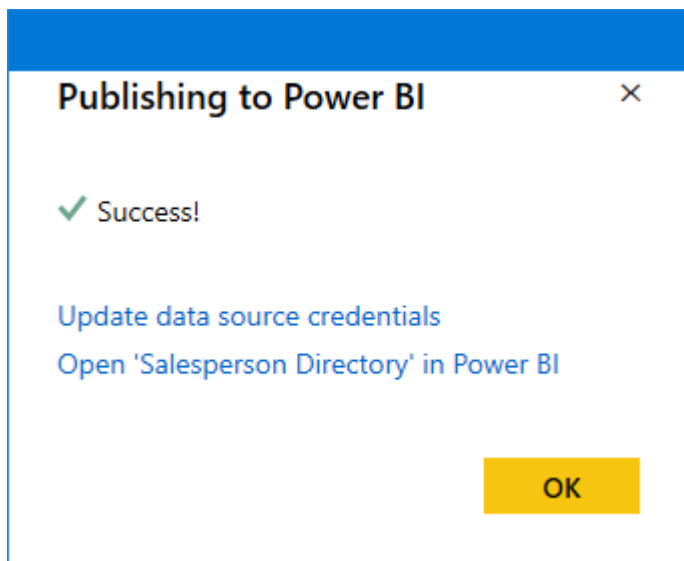 Publishing to Power BI
Success!
Update data source credentials
Open 'Salesperson Directory' in Power BI
OK